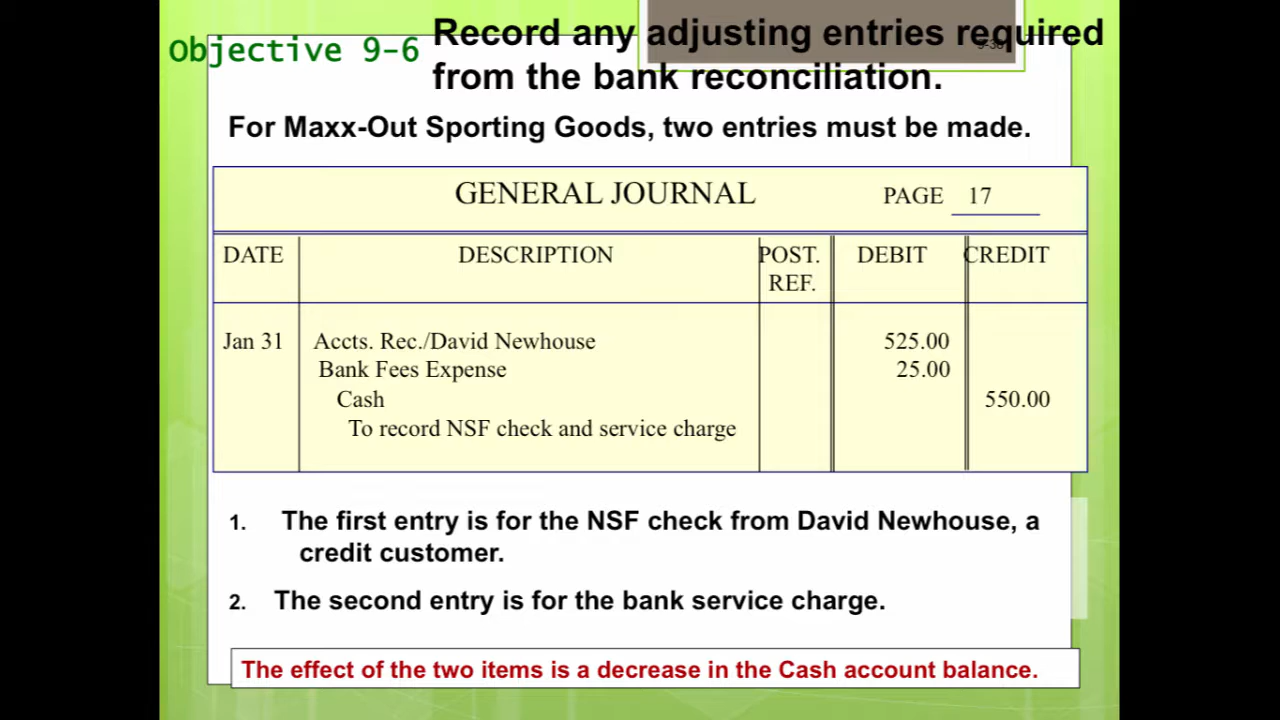 Objective 9-6
Record any adjusting entries required
from the bank reconciliation.
For Maxx-Out Sporting Goods, two entries must be made.
GENERAL JOURNAL PAGE 17
DATE DESCRIPTION POST. DEBIT CREDIT
REF.
Jan 31 Accts. Rec./David Newhouse 525.00
Bank Fees Expense 25.00
Cash 550.00
To record NSF check and service charge
1. The first entry is for the NSF check from David Newhouse, a
credit customer.
2. The second entry is for the bank service charge.
The effect of the two items is a decrease in the Cash account balance.